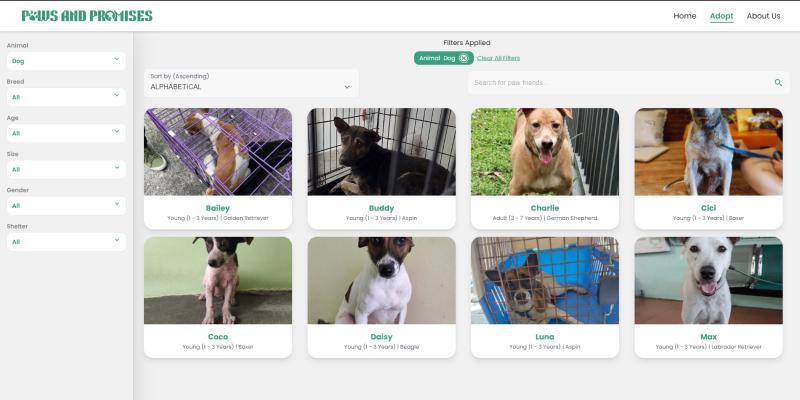 PAWS AND PROMISES
Home
Adopt
About Us
Animal
Dog
Breed
All
Age
All
Size
All
Gender
All
Shelter
All
Filters Applied
Animal Dog
Clear All Filters
Sort by (Ascending)
ALPHABETICAL
Search for paw friends...
Bailey
Young (1 - 3 Years) | Golden Retriever
Buddy
Young (1 - 3 Years) | Aspin
Charlie
Adult (3 - 7 Years) | German Shepherd
Cici
Young (1 - 3 Years) | Boxer
Coco
Young (1 - 3 Years) | Boxer
Daisy
Young (1 - 3 Years) | Beagle
Luna
Young (1 - 3 Years) | Aspin
Max
Young (1 - 3 Years) | Labrador Retriever